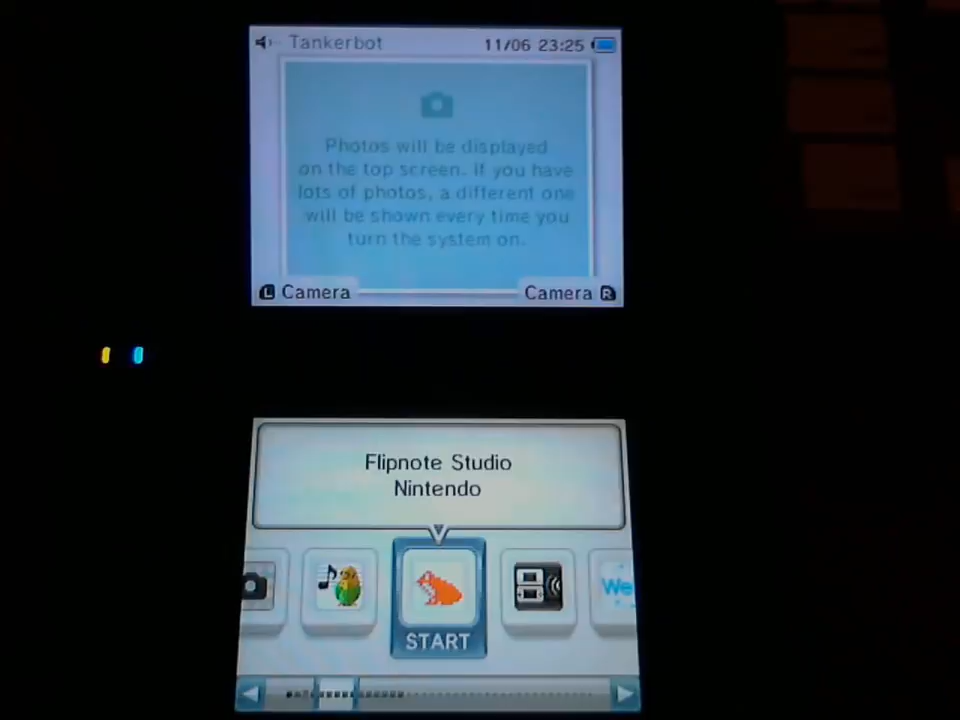 Tankerbot 11/06 23:25
Photos will be displayed
on the top screen. If you have
lots of photos, a different one
will be shown every time you
turn the system on.
L Camera Camera R
Flipnote Studio
Nintendo
We
START